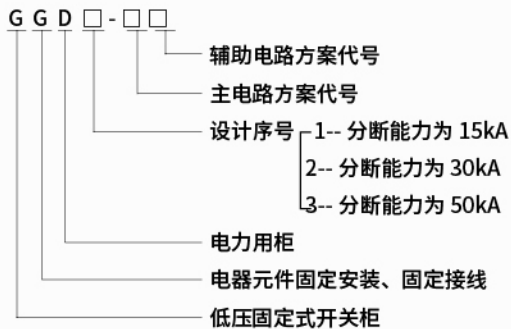 GGD□-□□
辅助电路方案代号
主电路方案代号
设计序号 1-- 分断能力为 15kA
2-- 分断能力为 30kA
3-- 分断能力为 50kA
电力用柜
电器元件固定安装、固定接线
低压固定式开关柜